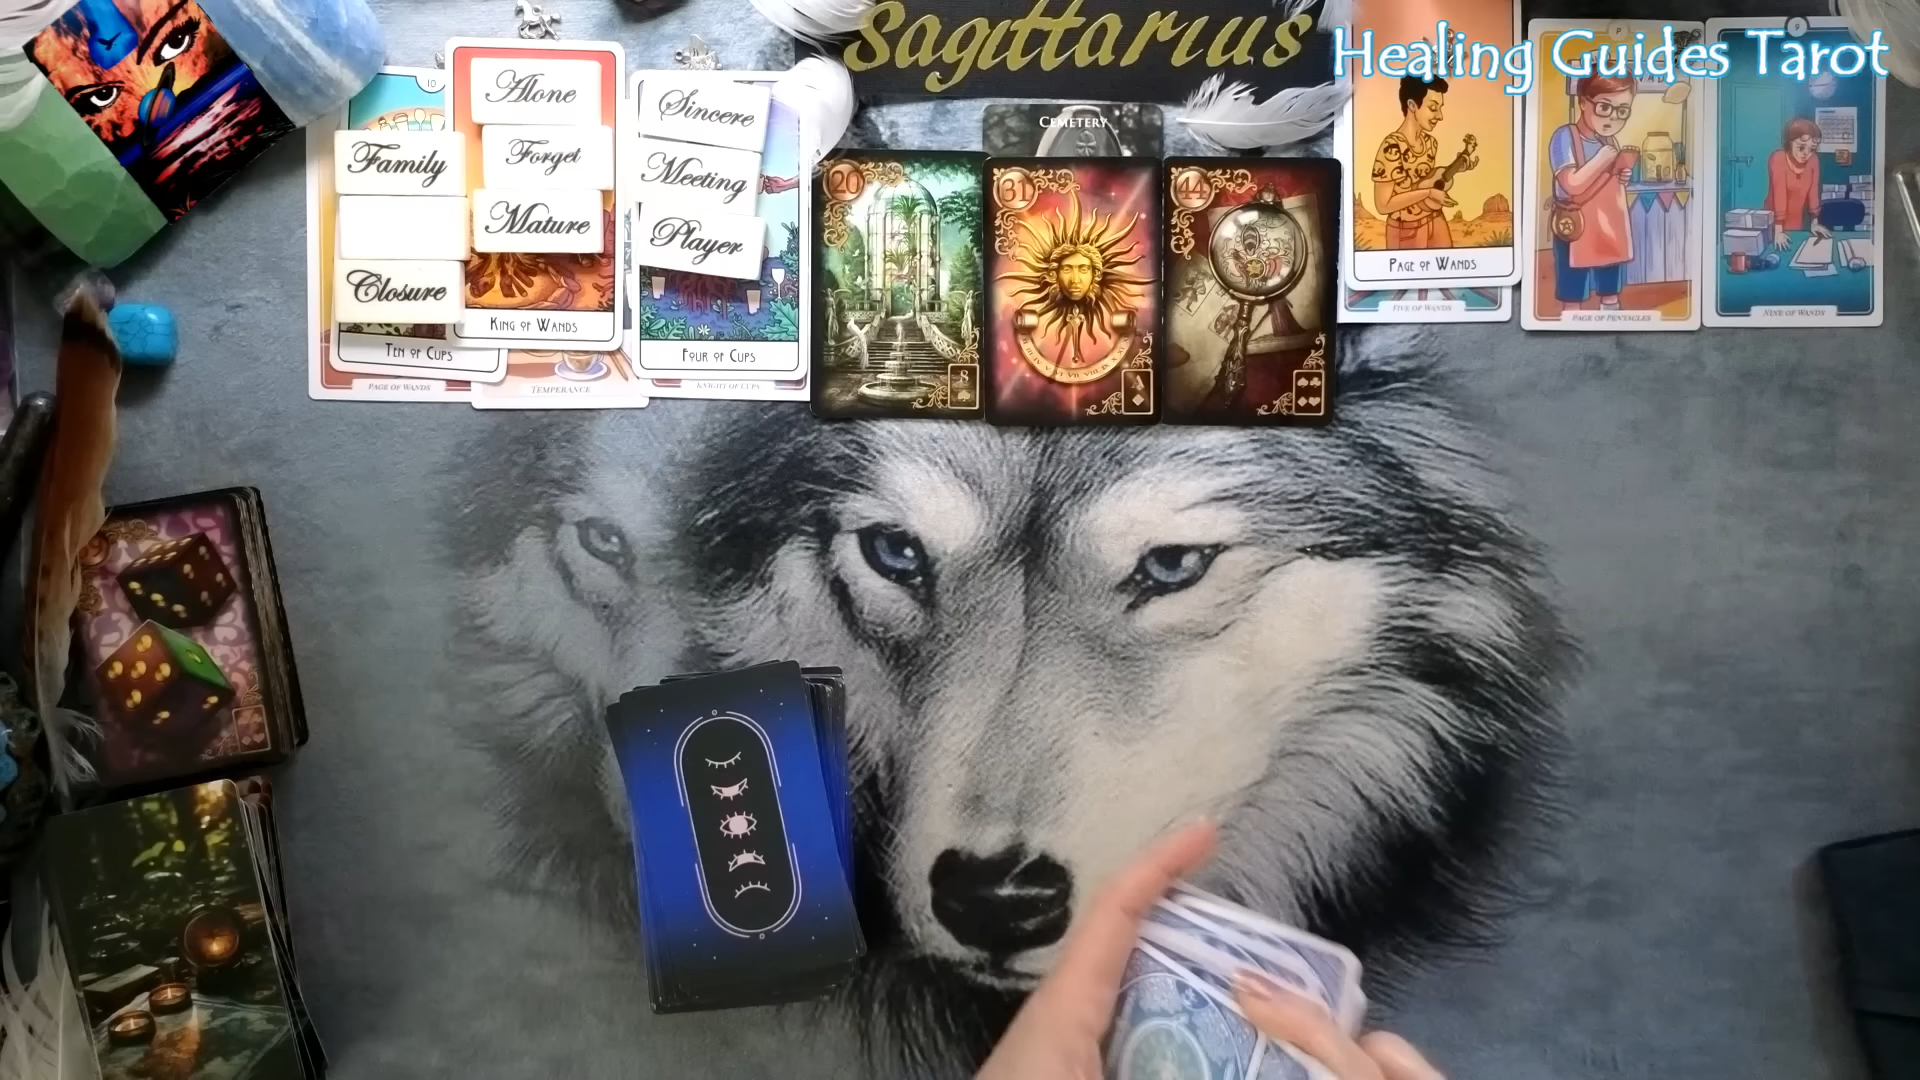 Sagittarius
Healing Guides Tarot
10
Alone
Family
Forget
Closure
Mature
Sincere
Meeting
Player
KING OF WANDS
TEN OF CUPS
FOUR OF CUPS
PAGE OF WANDS
TEMPERANCE
KNIGHT OF CUPS
CEMETERY
20
31
44
8
A
PAGE OF WANDS
FIVE OF WANDS
P
PAGE OF PENTACLES
9
NINE OF WANDS